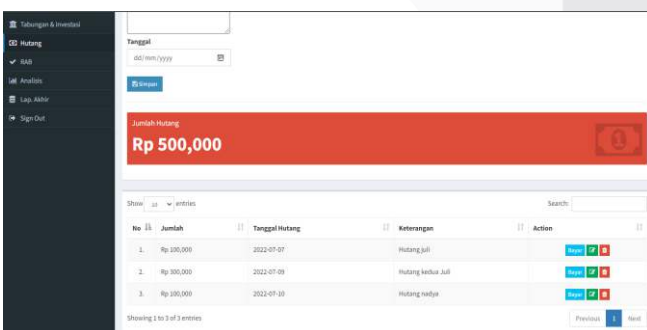 Tabungan & Investasi
Hutang
BAB
Analisis
Lap. Akhir
Sign Out
Tanggal
dd/mm/yyyy
Simpan
Jumlah Hutang
Rp 500,000
Show 10 entries
Search:
No Jumlah Tanggal Hutang Keterangan Action
1. Rp 100,000 2022-07-07 Hutang juli Bayar
2. Rp 300,000 2022-07-09 Hutang kedua Juli Bayar
3. Rp 100,000 2022-07-10 Hutang nadya Bayar
Showing 1 to 3 of 3 entries
Previous 1 Next